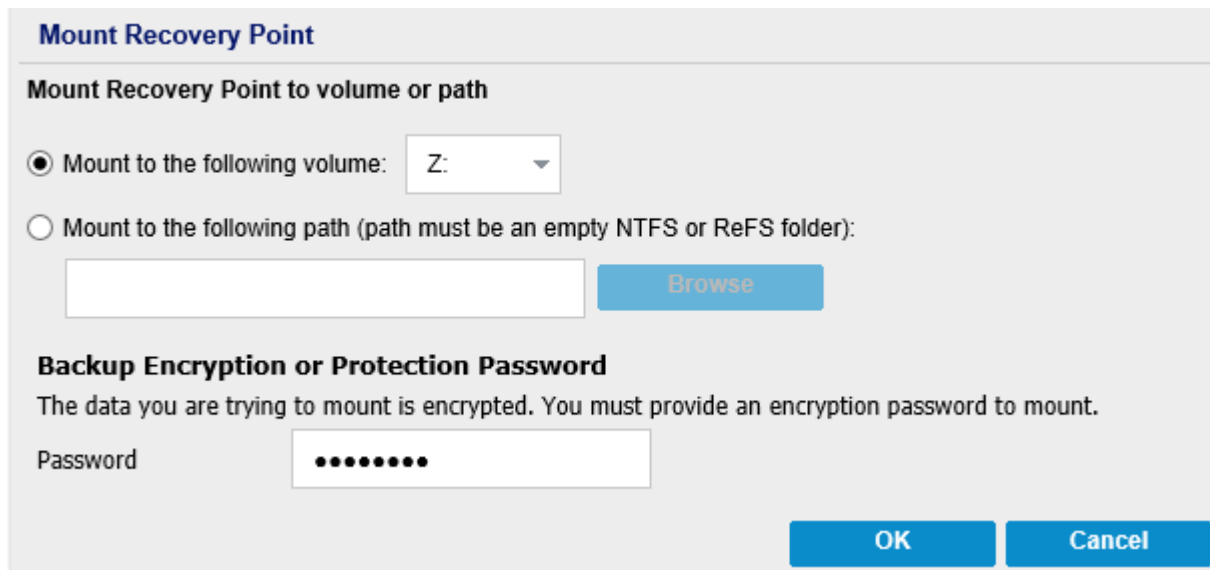 Mount Recovery Point
Mount Recovery Point to volume or path
Mount to the following volume: Z:
Mount to the following path (path must be an empty NTFS or ReFS folder):
Browse
Backup Encryption or Protection Password
The data you are trying to mount is encrypted. You must provide an encryption password to mount.
Password ••••••••
OK Cancel